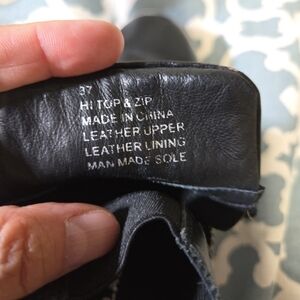 37
HI TOP & ZIP
MADE IN CHINA
LEATHER UPPER
LEATHER LINING
MAN MADE SOLE